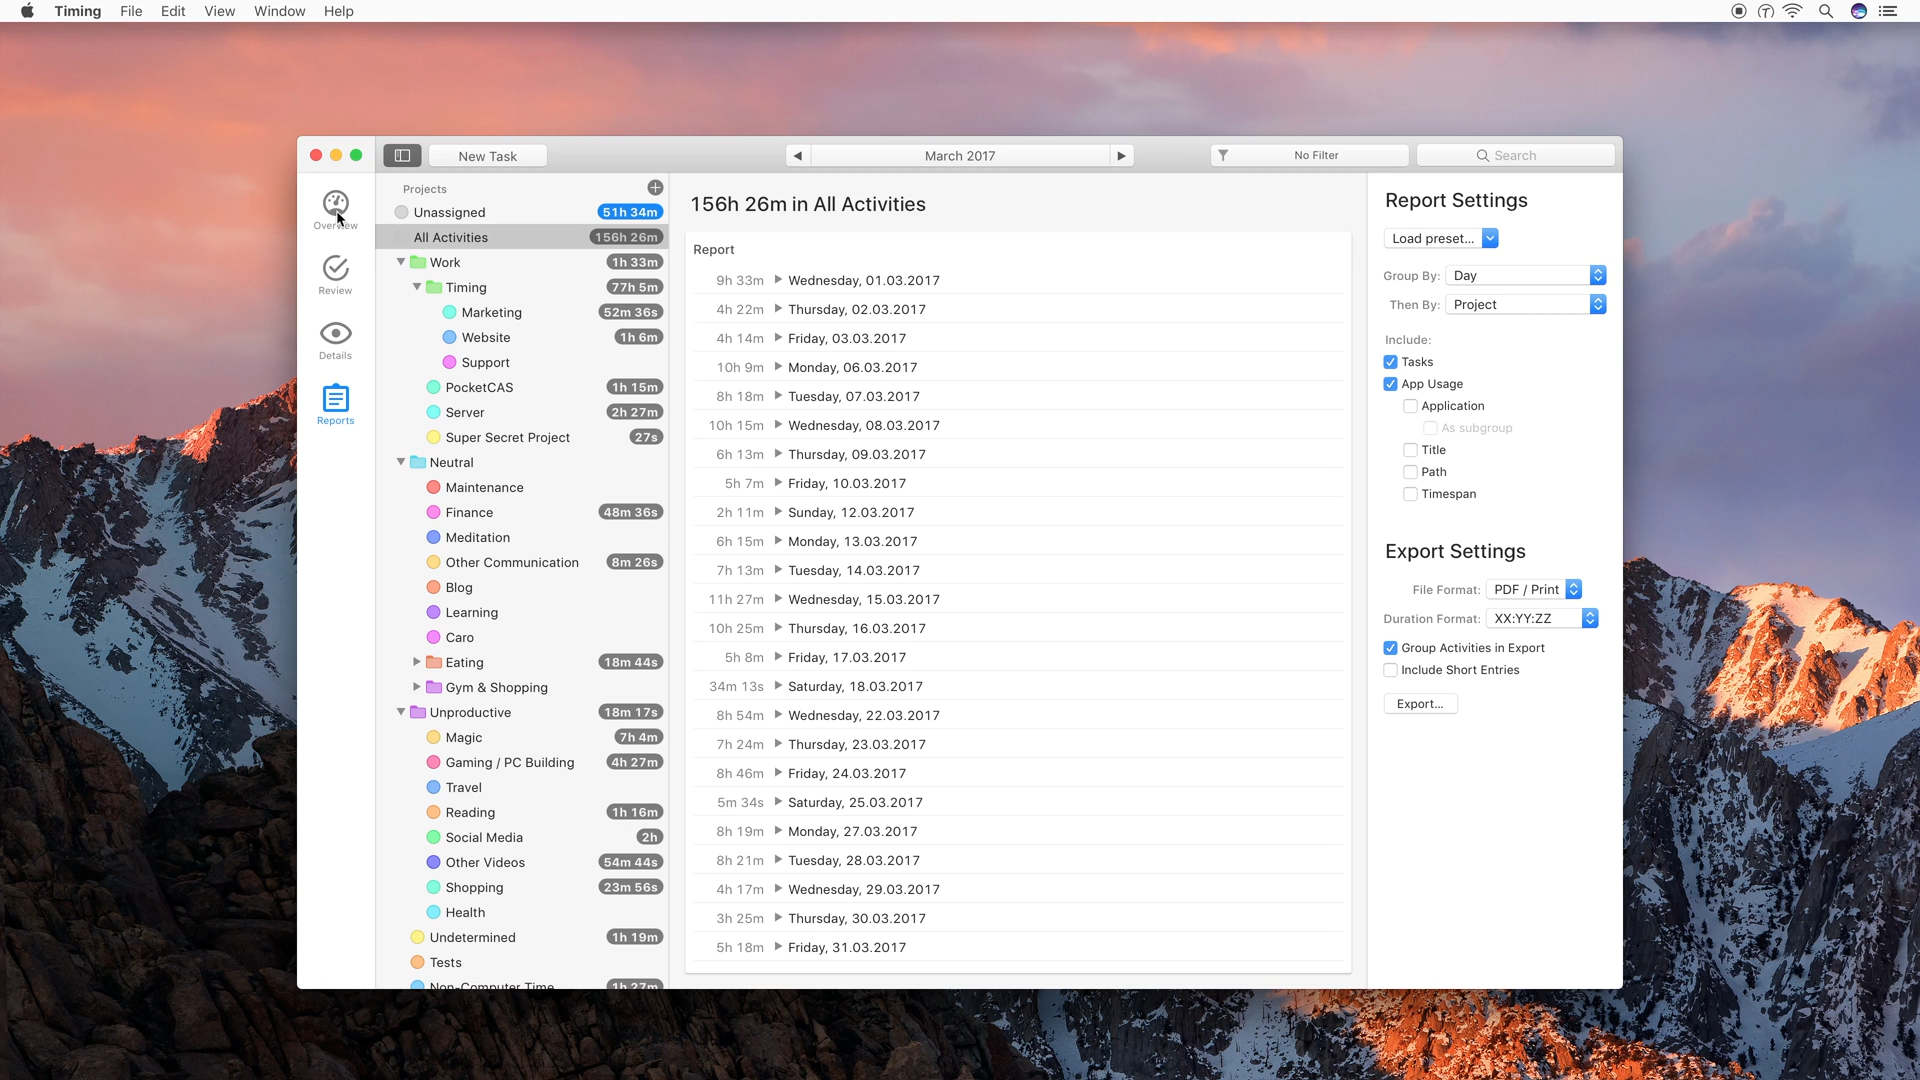 Timing File Edit View Window Help
New Task
March 2017
No Filter
Search
Overview
Review
Details
Reports
Projects
Unassigned 51h 34m
All Activities 156h 26m
Work 1h 33m
Timing 77h 5m
Marketing 52m 36s
Website 1h 6m
Support
PocketCAS 1h 15m
Server 2h 27m
Super Secret Project 27s
Neutral
Maintenance
Finance 48m 36s
Meditation
Other Communication 8m 26s
Blog
Learning
Caro
Eating 18m 44s
Gym & Shopping
Unproductive 18m 17s
Magic 7h 4m
Gaming / PC Building 4h 27m
Travel
Reading 1h 16m
Social Media 2h
Other Videos 54m 44s
Shopping 23m 56s
Health
Undetermined 1h 19m
Tests
Non-Computer Time 1h 27m
156h 26m in All Activities
Report
9h 33m Wednesday, 01.03.2017
4h 22m Thursday, 02.03.2017
4h 14m Friday, 03.03.2017
10h 9m Monday, 06.03.2017
8h 18m Tuesday, 07.03.2017
10h 15m Wednesday, 08.03.2017
6h 13m Thursday, 09.03.2017
5h 7m Friday, 10.03.2017
2h 11m Sunday, 12.03.2017
6h 15m Monday, 13.03.2017
7h 13m Tuesday, 14.03.2017
11h 27m Wednesday, 15.03.2017
10h 25m Thursday, 16.03.2017
5h 8m Friday, 17.03.2017
34m 13s Saturday, 18.03.2017
8h 54m Wednesday, 22.03.2017
7h 24m Thursday, 23.03.2017
8h 46m Friday, 24.03.2017
5m 34s Saturday, 25.03.2017
8h 19m Monday, 27.03.2017
8h 21m Tuesday, 28.03.2017
4h 17m Wednesday, 29.03.2017
3h 25m Thursday, 30.03.2017
5h 18m Friday, 31.03.2017
Report Settings
Load preset...
Group By: Day
Then By: Project
Include:
Tasks
App Usage
Application
As subgroup
Title
Path
Timespan
Export Settings
File Format: PDF / Print
Duration Format: XX:YY:ZZ
Group Activities in Export
Include Short Entries
Export...